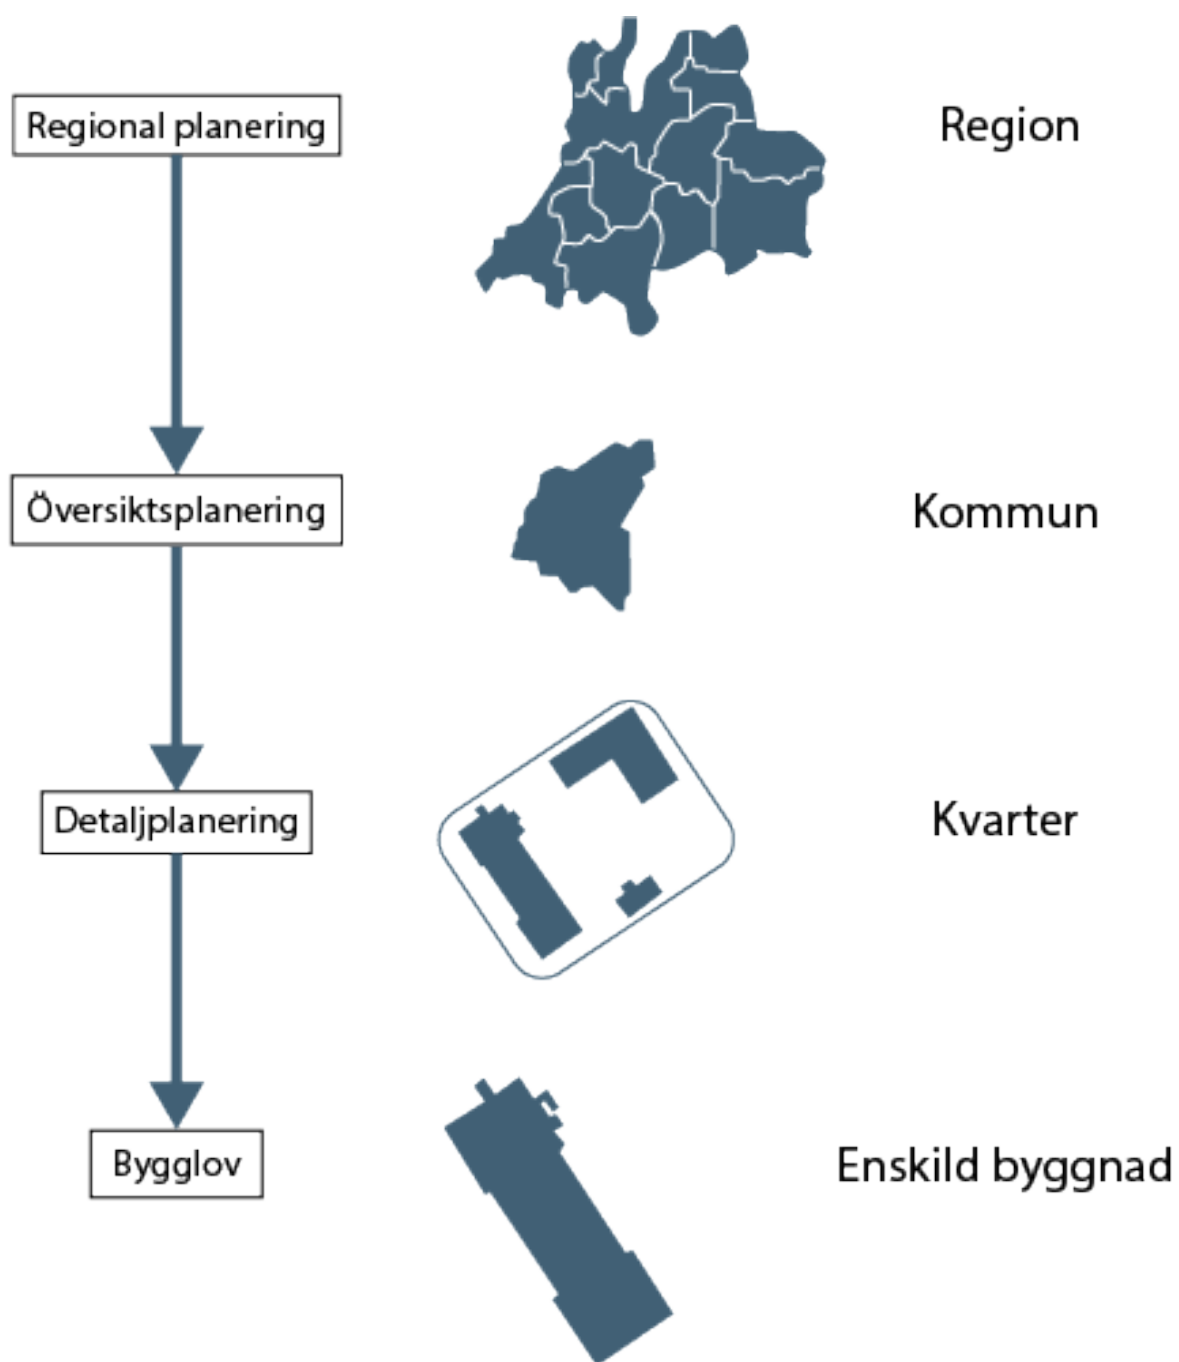 Regional planering
Region
Översiktsplanering
Kommun
Detaljplanering
Kvarter
Bygglov
Enskild byggnad